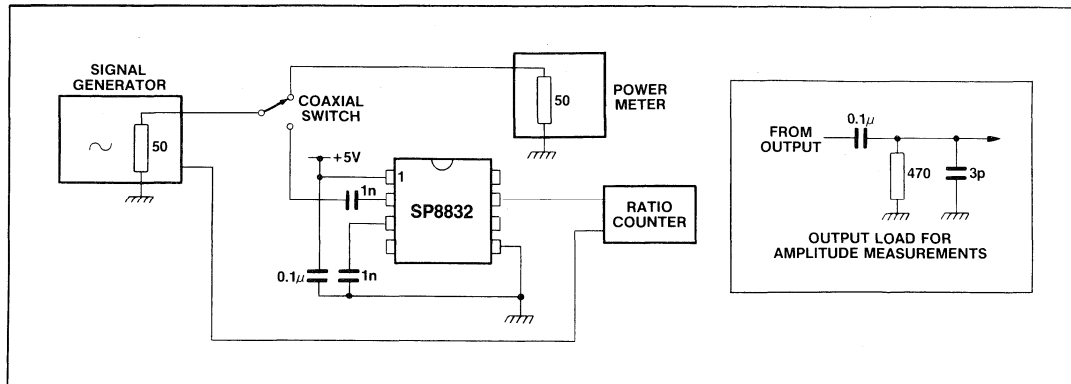 SIGNAL
GENERATOR
50
COAXIAL
SWITCH
50
POWER
METER
+5V
1n
1
SP8832
0.1μ
1n
RATIO
COUNTER
0.1μ
FROM
OUTPUT
470
3p
OUTPUT LOAD FOR
AMPLITUDE MEASUREMENTS